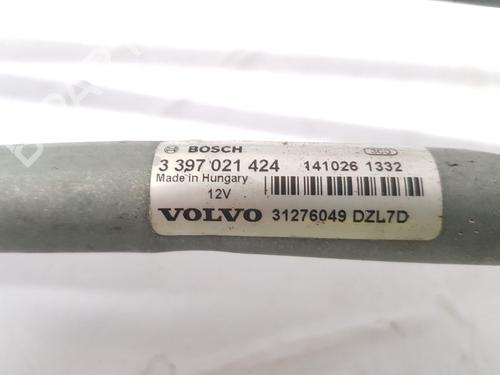 BOSCH
3 397 021 424
141026 1332
Made in Hungary
12V
VOLVO
31276049 DZL7D